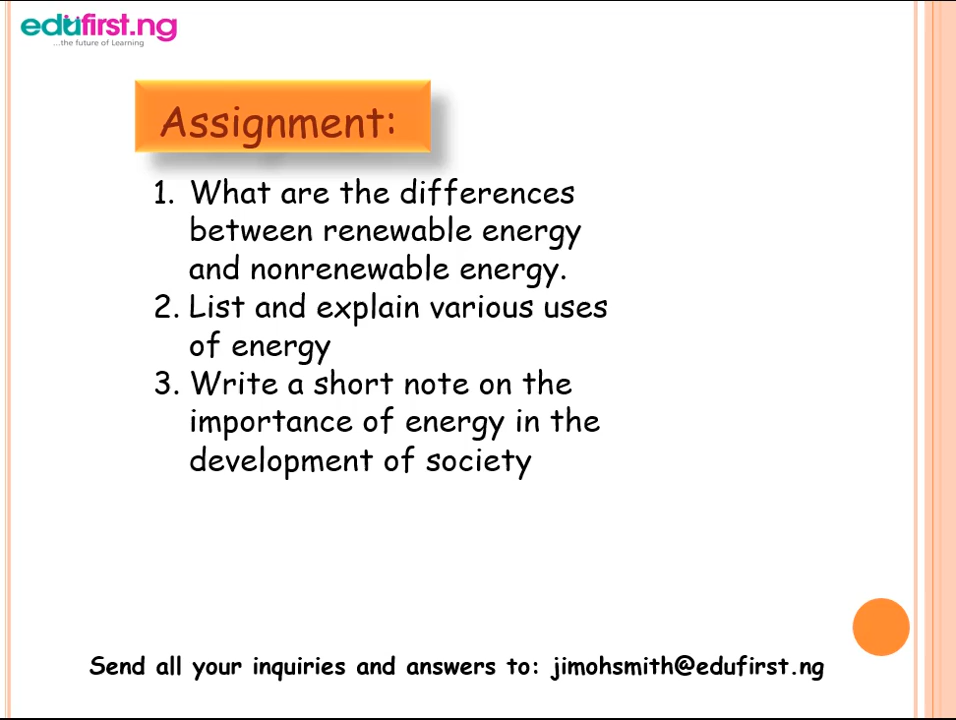 edufirst.ng
...the future of Learning
Assignment:
1. What are the differences
between renewable energy
and nonrenewable energy.
2. List and explain various uses
of energy
3. Write a short note on the
importance of energy in the
development of society
Send all your inquiries and answers to: jimohsmith@edufirst.ng